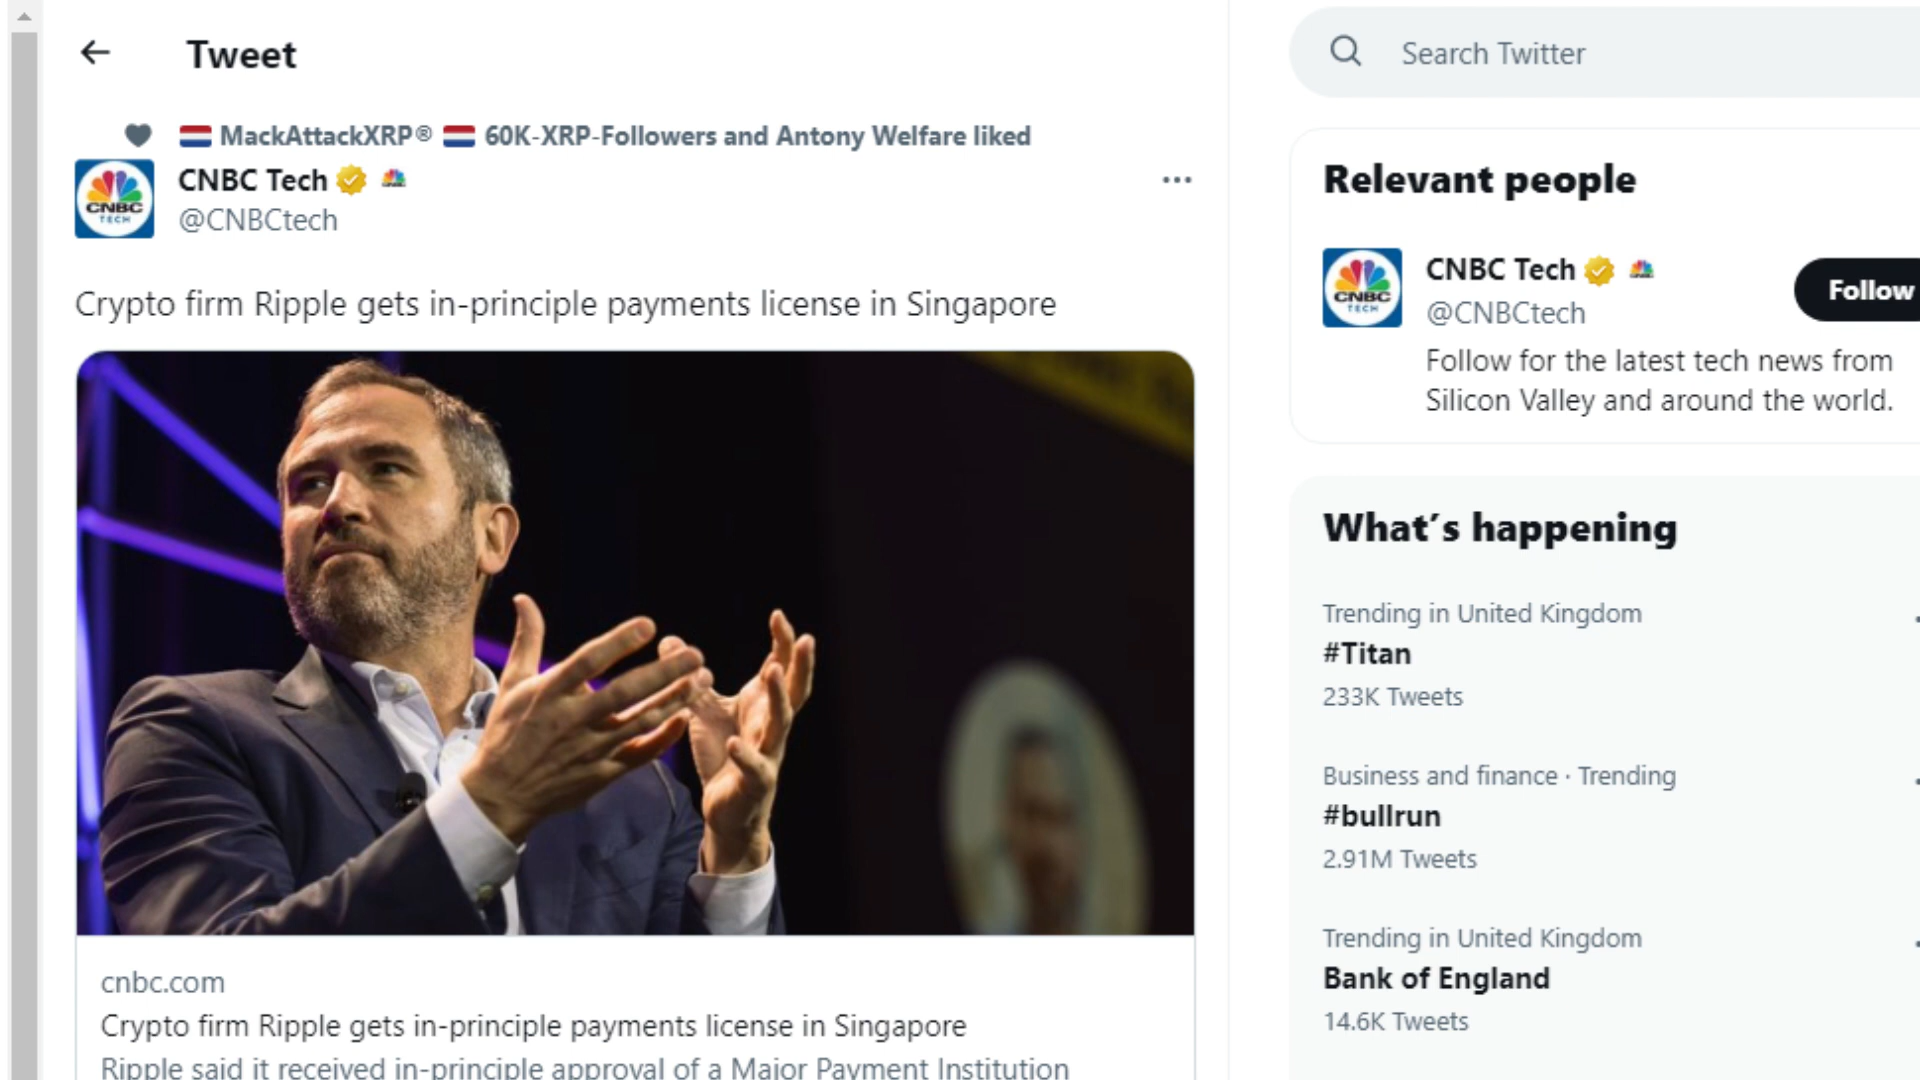 Tweet
MackAttackXRP® 60K-XRP-Followers and Antony Welfare liked
CNBC Tech
@CNBCtech
CNBC
TECH
Crypto firm Ripple gets in-principle payments license in Singapore
cnbc.com
Crypto firm Ripple gets in-principle payments license in Singapore
Ripple said it received in-principle approval of a Major Payment Institution
Search Twitter
Relevant people
CNBC Tech
@CNBCtech
CNBC
TECH
Follow
Follow for the latest tech news from
Silicon Valley and around the world.
What's happening
Trending in United Kingdom
#Titan
233K Tweets
Business and finance · Trending
#bullrun
2.91M Tweets
Trending in United Kingdom
Bank of England
14.6K Tweets